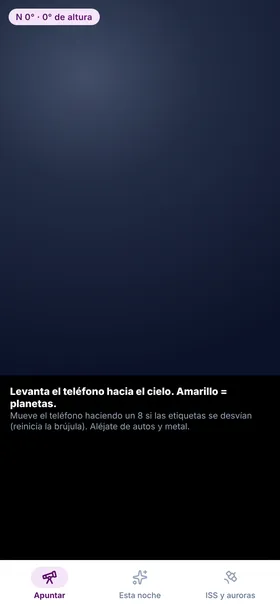 N 0° · 0° de altura
Levanta el teléfono hacia el cielo. Amarillo =
planetas.
Mueve el teléfono haciendo un 8 si las etiquetas se desvían
(reinicia la brújula). Aléjate de autos y metal.
Apuntar
Esta noche
ISS y auroras